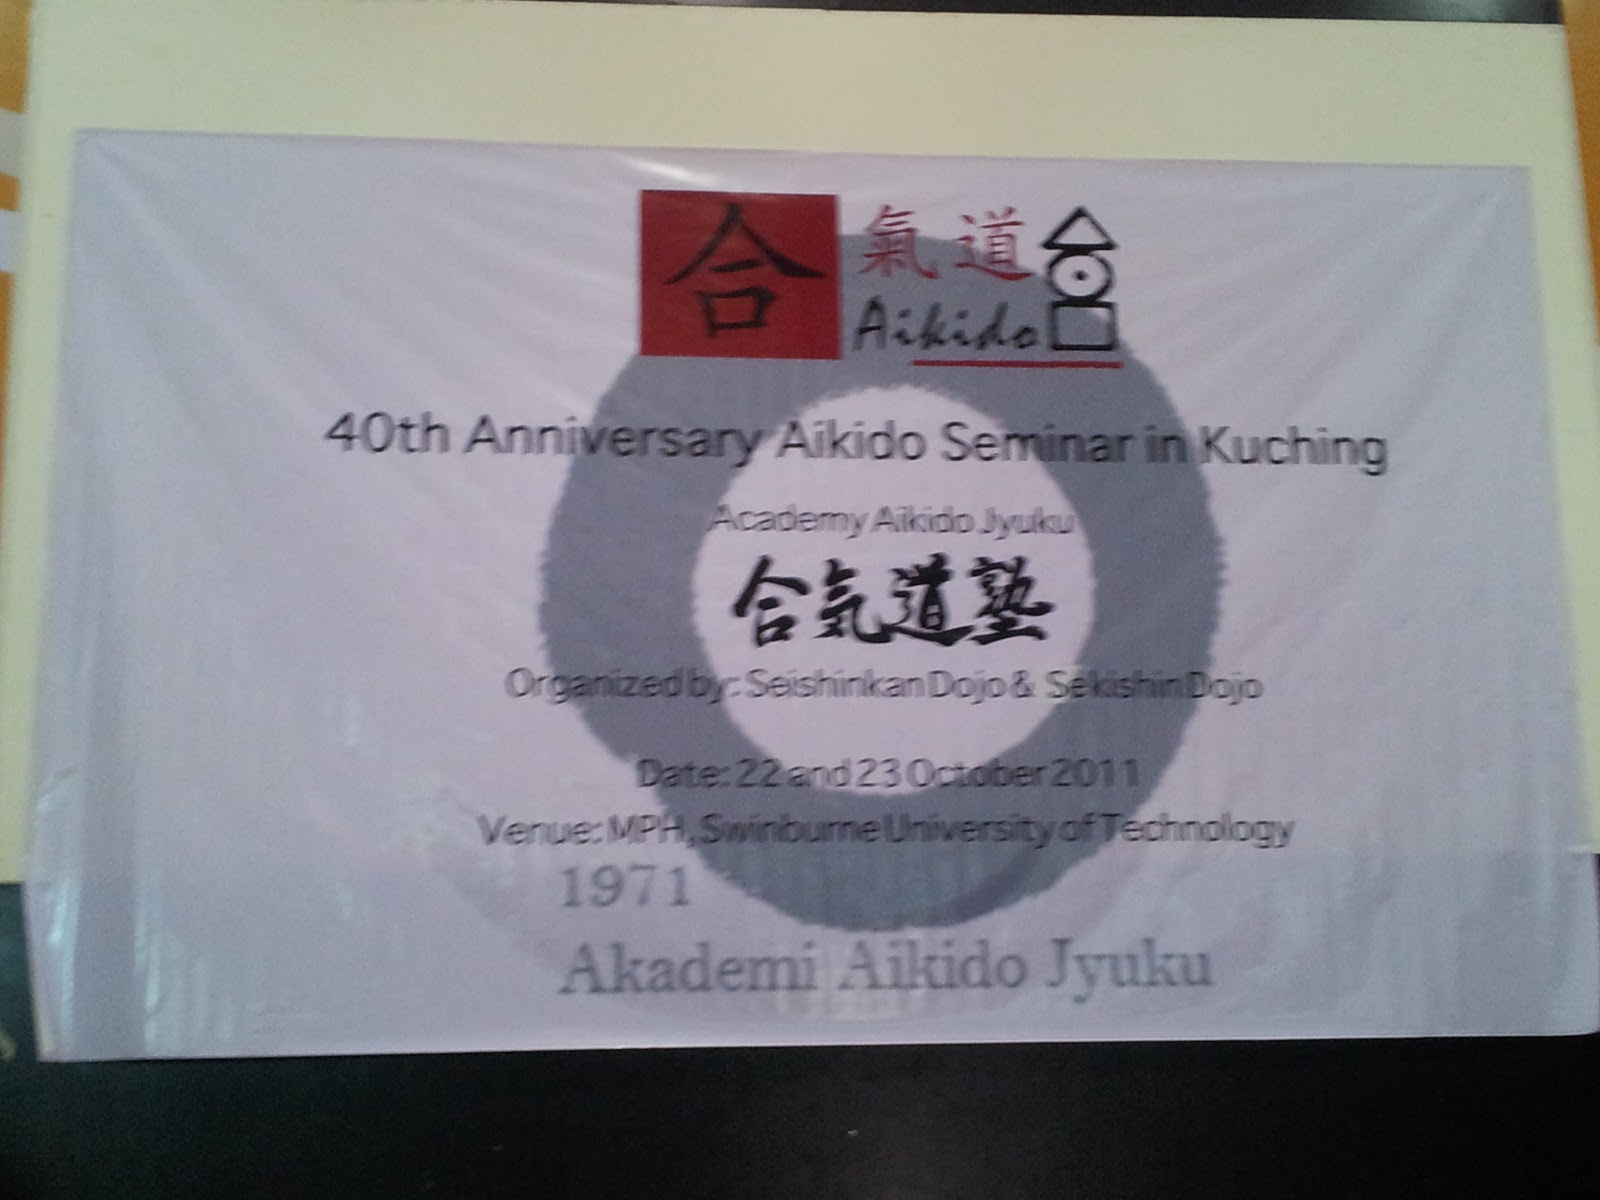 合氣道
Aikido
40th Anniversary Aikido Seminar in Kuching
Academy Aikido Jyuku
合氣道塾
Organized by: Seishinkan Dojo & Sekishin Dojo
Date: 22 and 23 October 2011
Venue: MPH, Swinburne University of Technology
1971
Akademi Aikido Jyuku